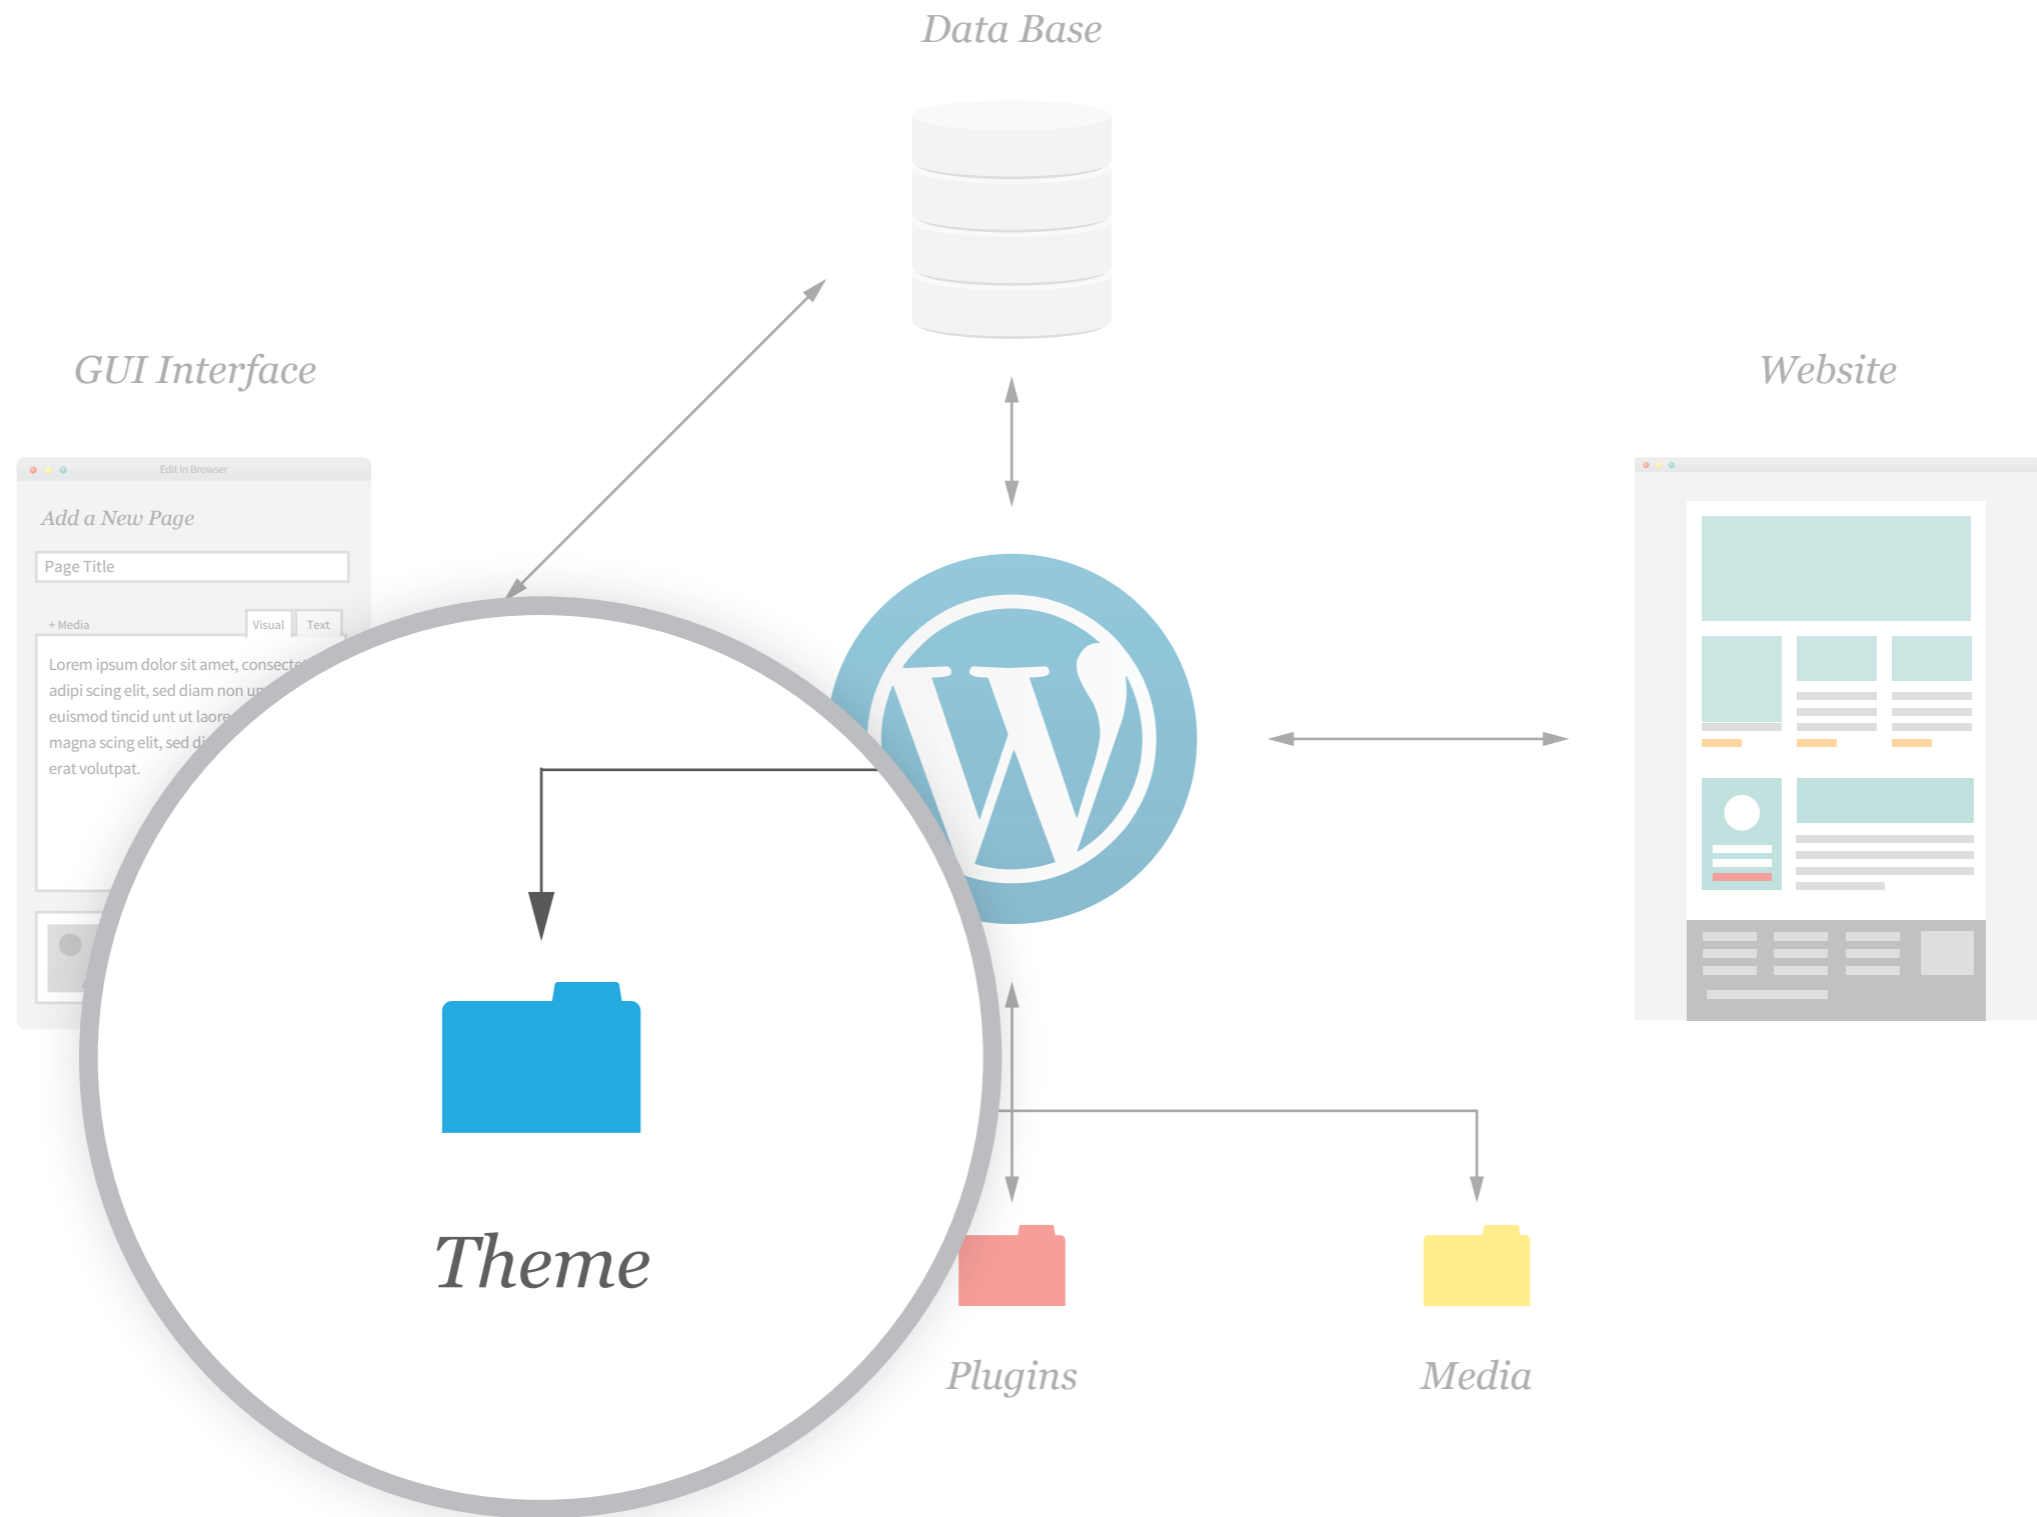 Data Base
GUI Interface
Website
Edit In Browser
Add a New Page
Page Title
+ Media
Visual
Text
Lorem ipsum dolor sit amet,
adipi scing elit, sed diam non
euismod tincid unt ut
magna scing elit, sed
erat volutpat.
Theme
Plugins
Media